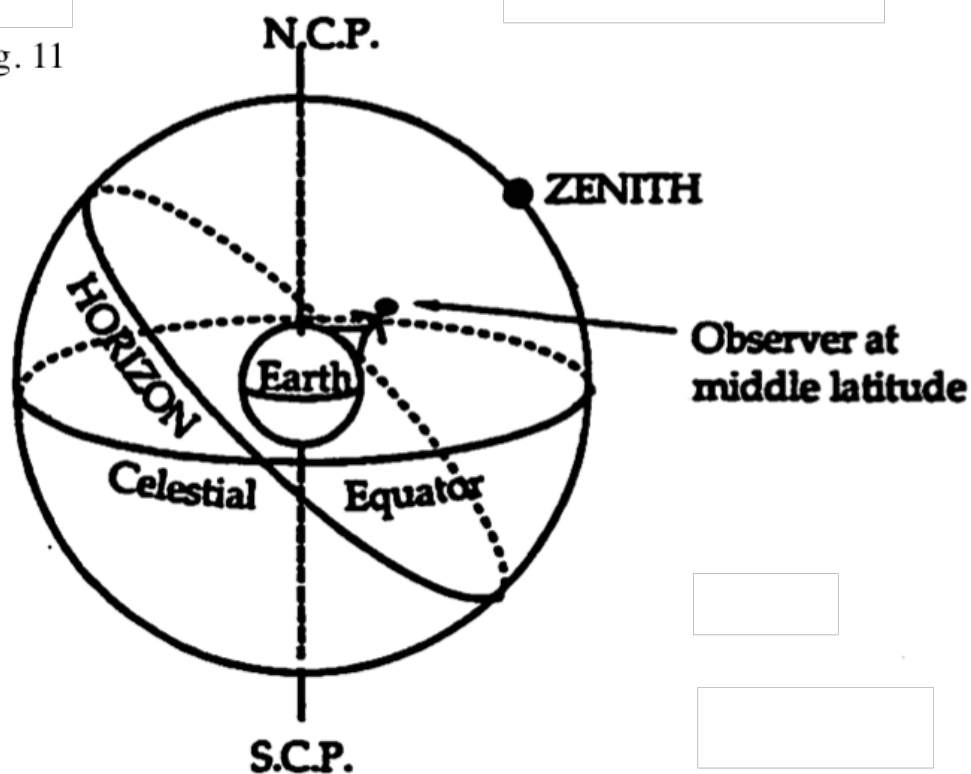 N.C.P.
g. 11
ZENITH
HORIZON
Observer at
middle latitude
Earth
Celestial Equator
S.C.P.